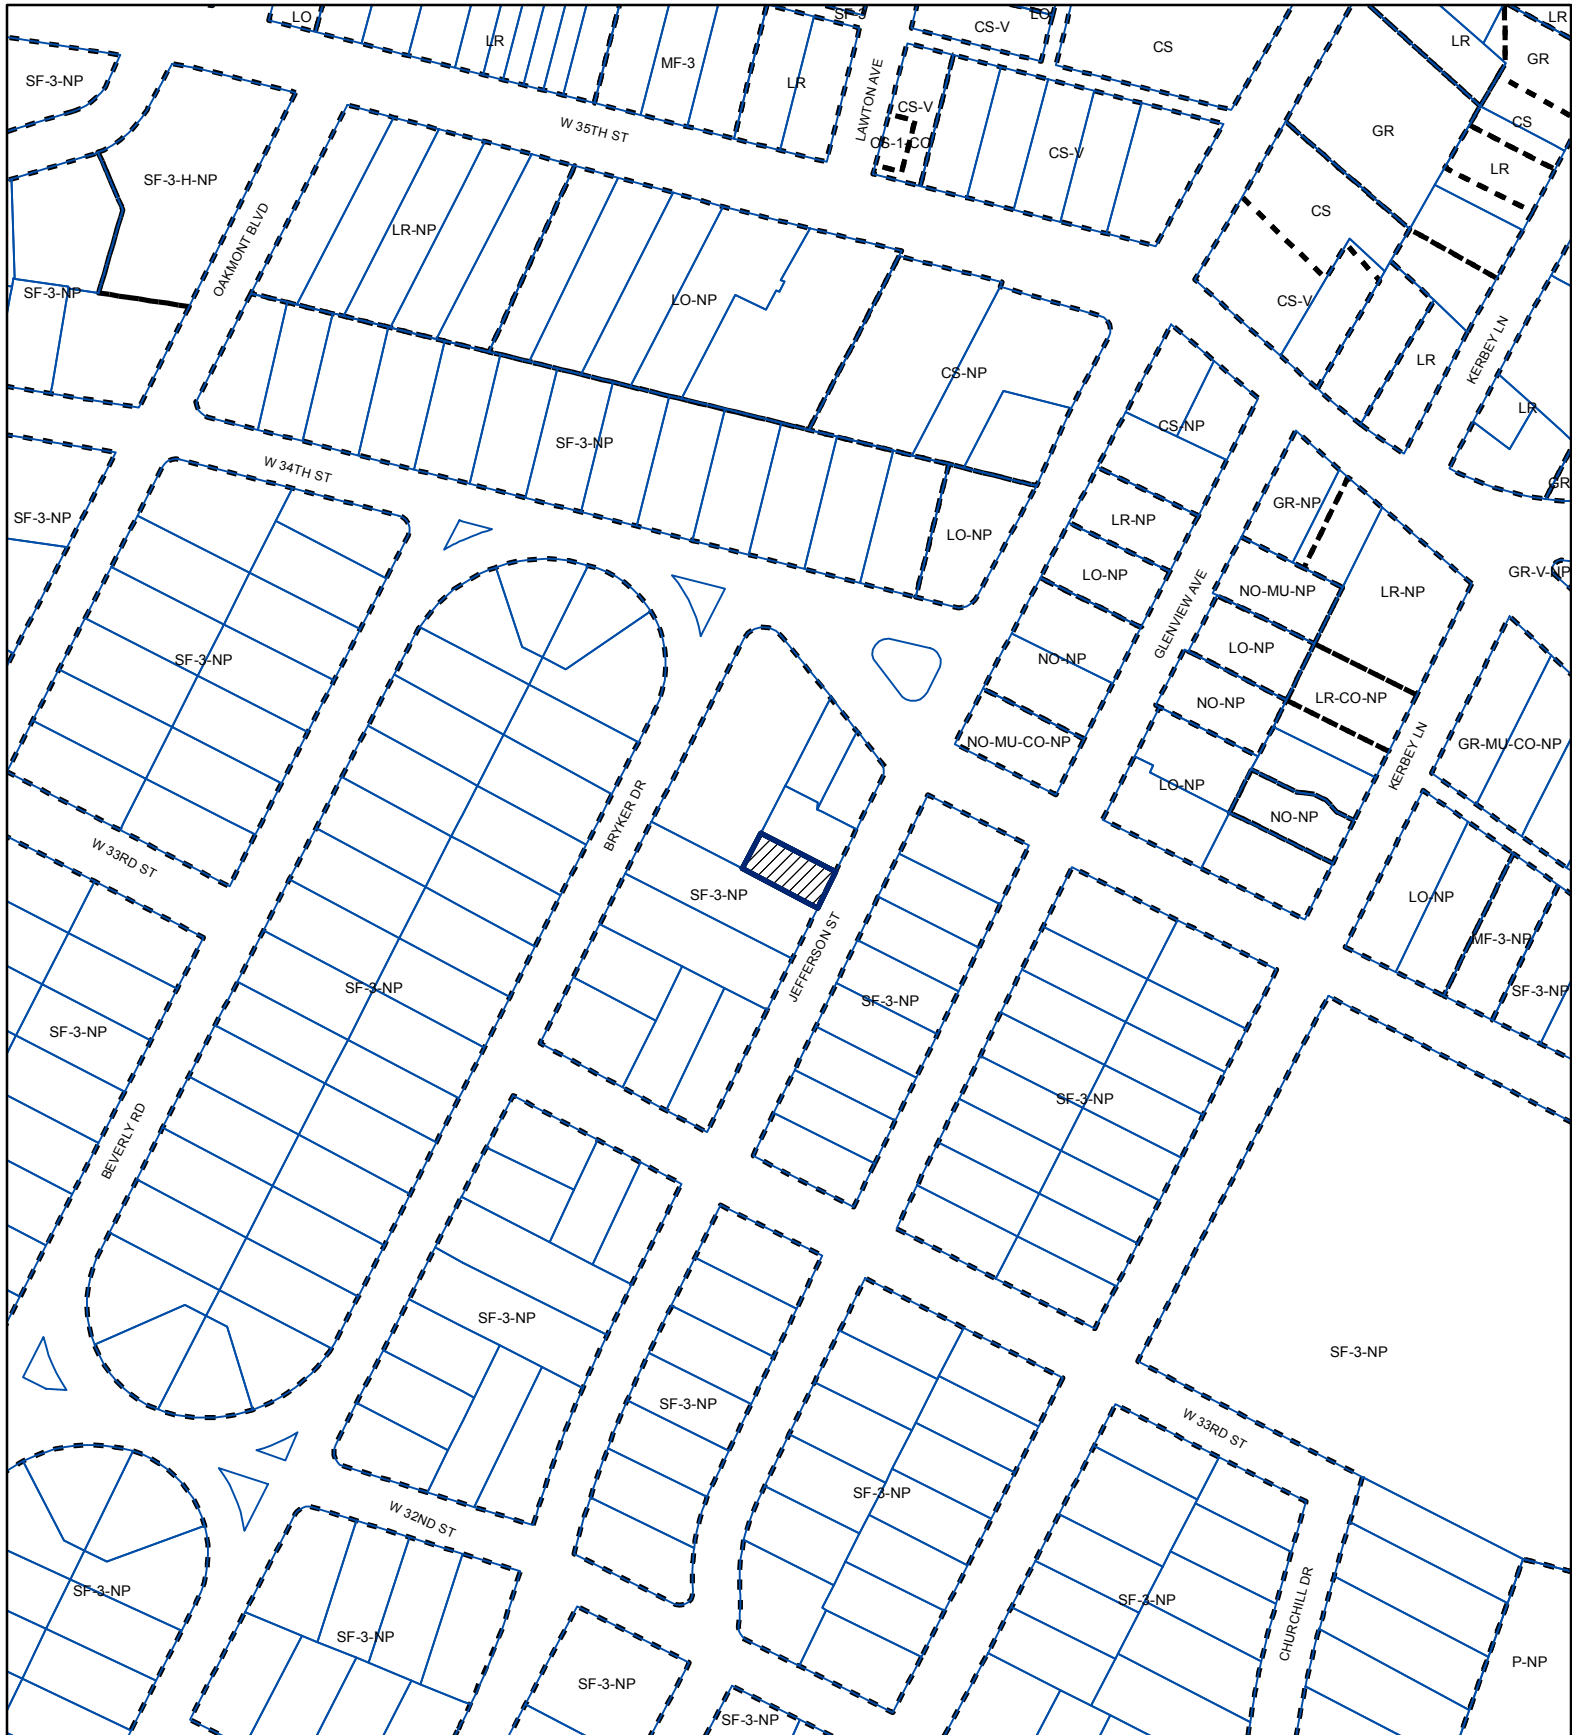 LO
SF-3
CS-V
LO
LR
LR
CS
LR
GR
SF-3-NP
MF-3
LR
LAWTON AVE
CS-V
CS-1-CO
CS-V
GR
CS
LR
W 35TH ST
SF-3-H-NP
OAKMONT BLVD
LR-NP
LO-NP
CS
CS-V
SF-3-NP
KERBEY LN
LR
LR
CS-NP
CS-NP
SF-3-NP
W 34TH ST
SF-3-NP
GR
GR-NP
LR-NP
LO-NP
LO-NP
GR-V-NP
NO-MU-NP
LR-NP
GLENVIEW AVE
LO-NP
SF-3-NP
NO-NP
NO-NP
LR-CO-NP
NO-MU-CO-NP
GR-MU-CO-NP
KERBEY LN
LO-NP
NO-NP
BRYKER DR
W 33RD ST
SF-3-NP
LO-NP
MF-3-NP
JEFFERSON ST
SF-3-NP
SF-3-NP
SF-3-NP
SF-3-NP
SF-3-NP
BEVERLY RD
SF-3-NP
SF-3-NP
SF-3-NP
W 33RD ST
SF-3-NP
SF-3-NP
W 32ND ST
SF-3-NP
SF-3-NP
CHURCHILL DR
SF-3-NP
P-NP
SF-3-NP
SF-3-NP